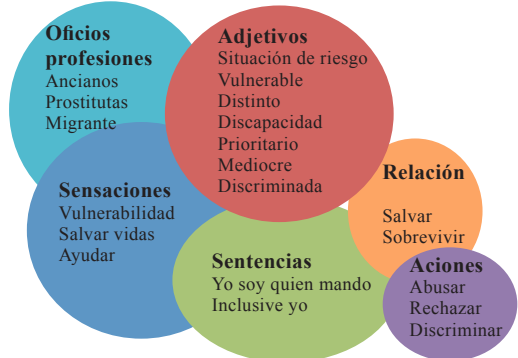 Oficios
profesiones
Ancianos
Prostitutas
Migrante
Adjetivos
Situación de riesgo
Vulnerable
Distinto
Discapacidad
Prioritario
Mediocre
Discriminada
Sensaciones
Vulnerabilidad
Salvar vidas
Ayudar
Relación
Salvar
Sobrevivir
Sentencias
Yo soy quien mando
Inclusive yo
Aciones
Abusar
Rechazar
Discriminar